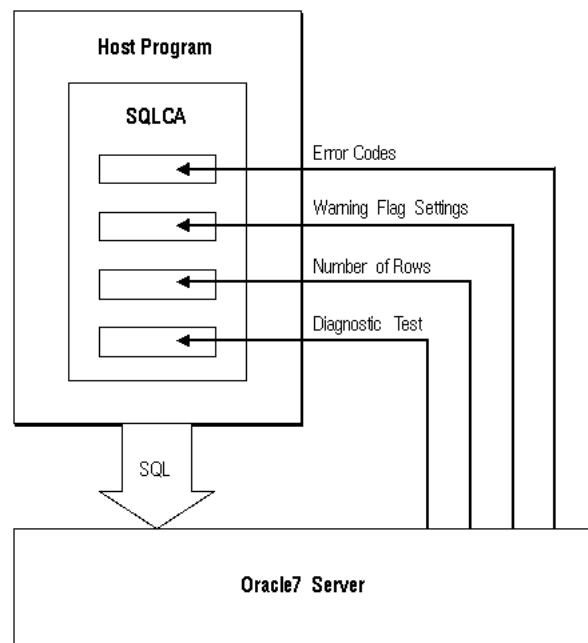 Host Program
SQLCA
Error Codes
Warning Flag Settings
Number of Rows
Diagnostic Test
SQL
Oracle7 Server